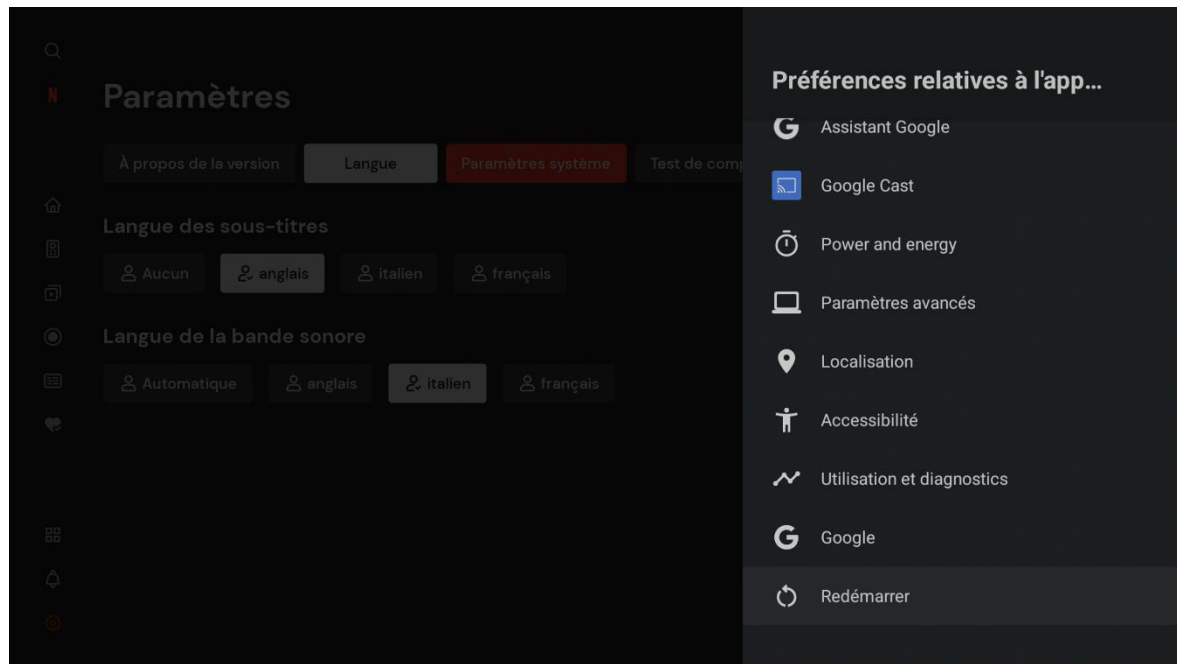 N
Paramètres
À propos de la version Langue Paramètres système Test de comp
Langue des sous-titres
Aucun anglais italien français
Langue de la bande sonore
Automatique anglais italien français
Préférences relatives à l'app...
Assistant Google
Google Cast
Power and energy
Paramètres avancés
Localisation
Accessibilité
Utilisation et diagnostics
Google
Redémarrer